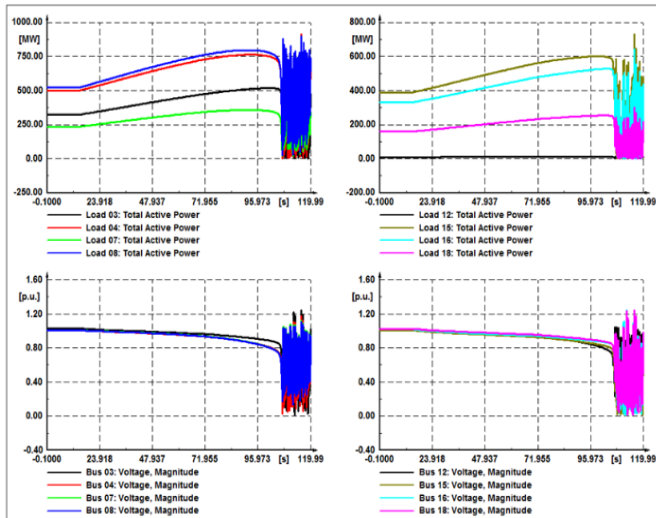 1000.00
[MW]
750.00
500.00
250.00
0.00
-250.00
-0.1000 23.918 47.937 71.955 95.973 [s] 119.99
Load 03: Total Active Power
Load 04: Total Active Power
Load 07: Total Active Power
Load 08: Total Active Power
800.00
[MW]
600.00
400.00
200.00
0.00
-200.00
-0.1000 23.918 47.937 71.955 95.973 [s] 119.99
Load 12: Total Active Power
Load 15: Total Active Power
Load 16: Total Active Power
Load 18: Total Active Power
1.60
[p.u.]
1.20
0.80
0.40
0.00
-0.40
-0.1000 23.918 47.937 71.955 95.973 [s] 119.99
Bus 03: Voltage, Magnitude
Bus 04: Voltage, Magnitude
Bus 07: Voltage, Magnitude
Bus 08: Voltage, Magnitude
1.60
[p.u.]
1.20
0.80
0.40
0.00
-0.40
-0.1000 23.918 47.937 71.955 95.973 [s] 119.99
Bus 12: Voltage, Magnitude
Bus 15: Voltage, Magnitude
Bus 16: Voltage, Magnitude
Bus 18: Voltage, Magnitude